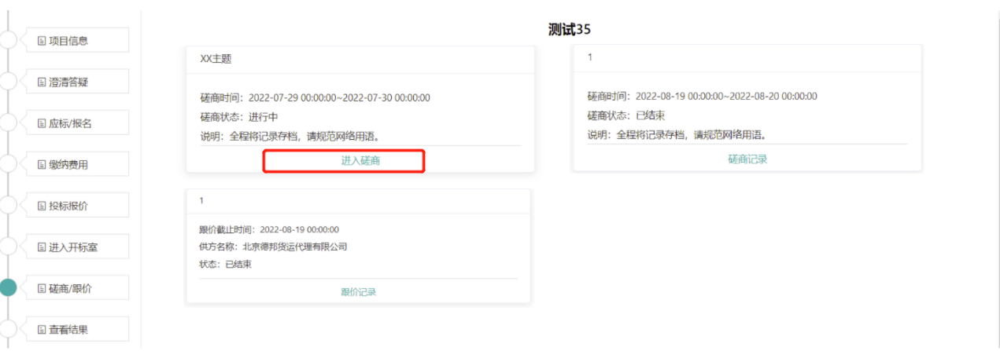 项目信息
澄清答疑
应标/报名
缴纳费用
投标报价
进入开标室
磋商/跟价
查看结果
测试35
XX主题
磋商时间：2022-07-29 00:00:00~2022-07-30 00:00:00
磋商状态：进行中
说明：全程将记录存档，请规范网络用语。
进入磋商
1
磋商时间：2022-08-19 00:00:00~2022-08-20 00:00:00
磋商状态：已结束
说明：全程将记录存档，请规范网络用语。
磋商记录
1
跟价截止时间：2022-08-19 00:00:00
供方名称：北京德邦货运代理有限公司
状态：已结束
跟价记录